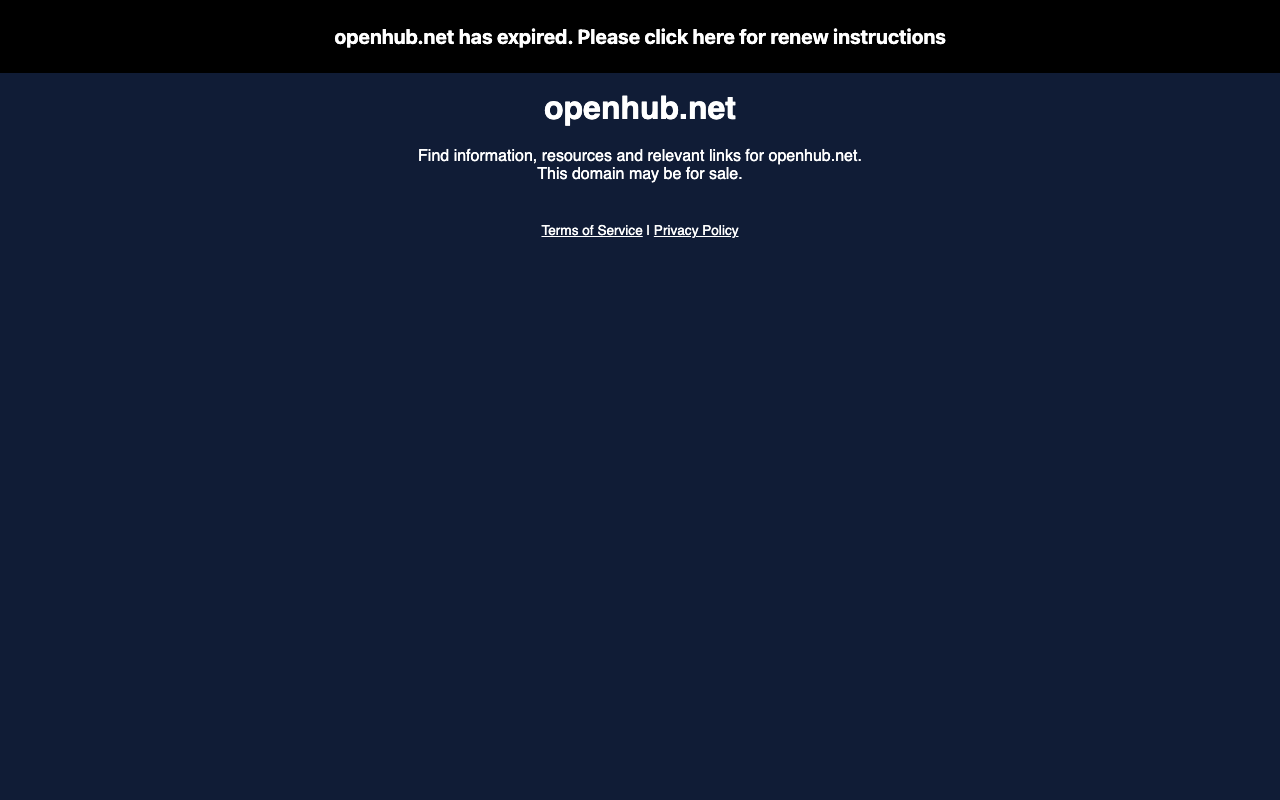 openhub.net has expired. Please click here for renew instructions
openhub.net
Find information, resources and relevant links for openhub.net.
This domain may be for sale.
Terms of Service | Privacy Policy